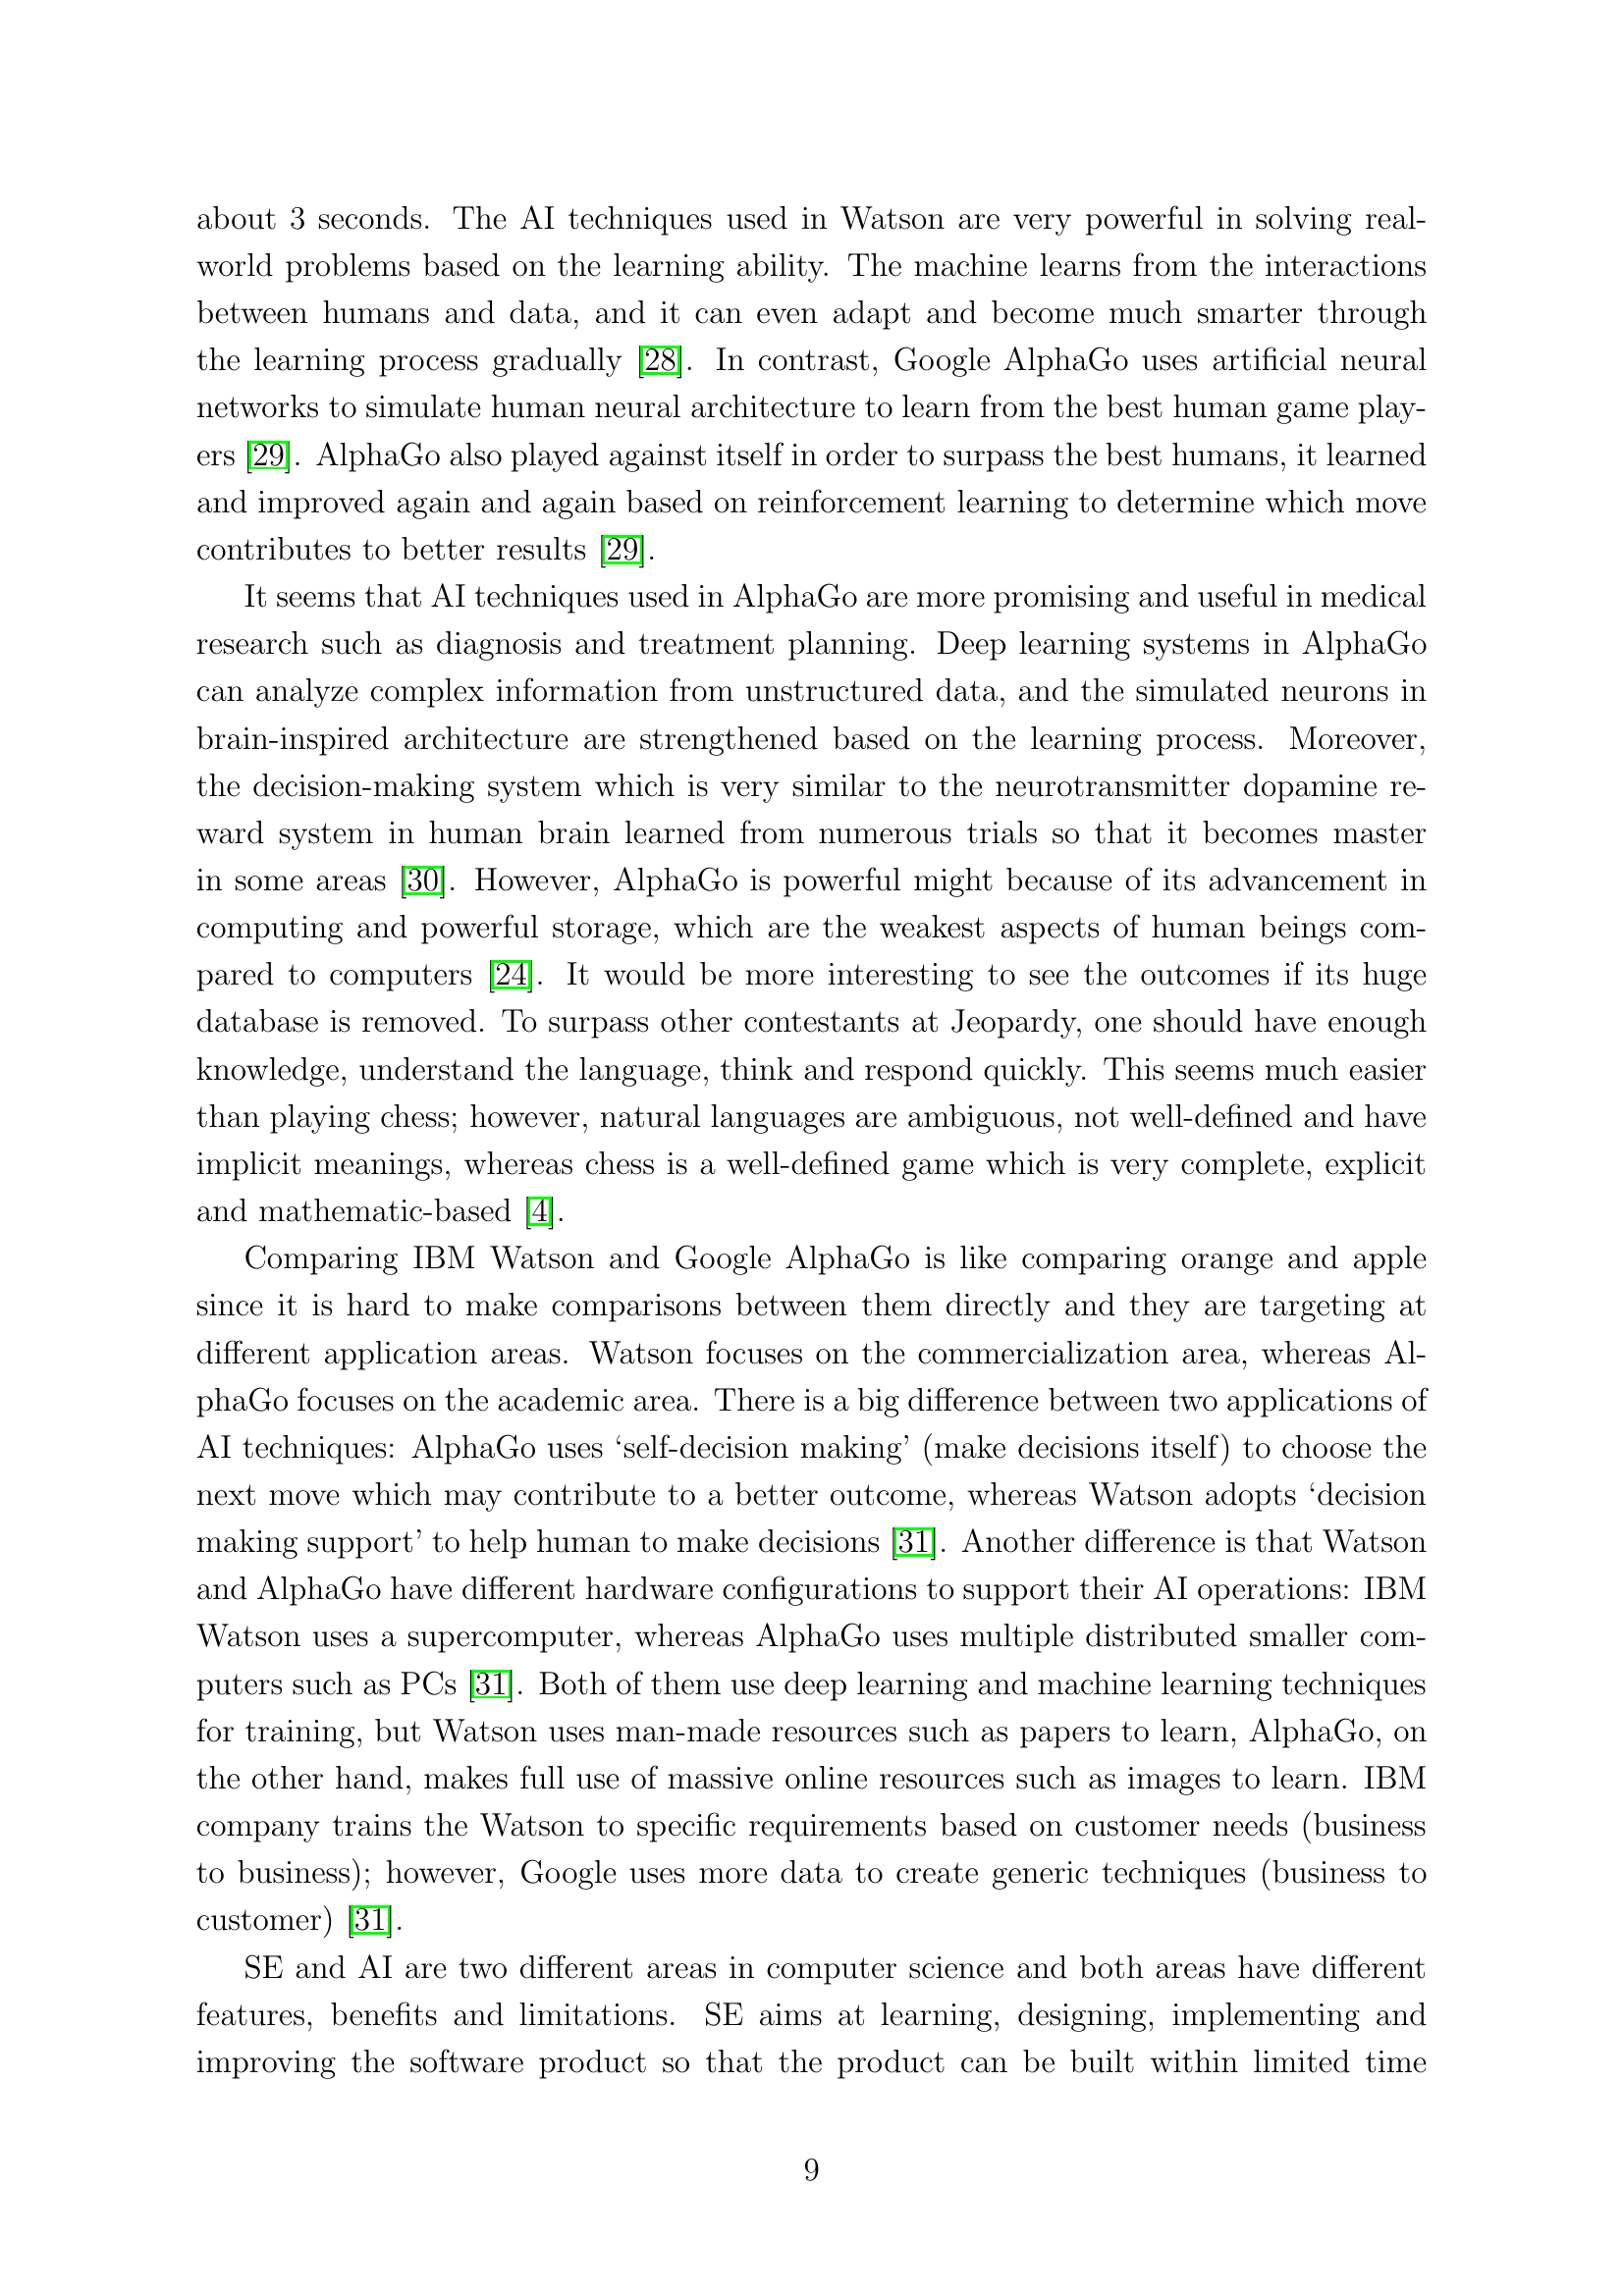 about 3 seconds. The AI techniques used in Watson are very powerful in solving real-
world problems based on the learning ability. The machine learns from the interactions
between humans and data, and it can even adapt and become much smarter through
the learning process gradually [28]. In contrast, Google AlphaGo uses artificial neural
networks to simulate human neural architecture to learn from the best human game play-
ers [29]. AlphaGo also played against itself in order to surpass the best humans, it learned
and improved again and again based on reinforcement learning to determine which move
contributes to better results [29].
It seems that AI techniques used in AlphaGo are more promising and useful in medical
research such as diagnosis and treatment planning. Deep learning systems in AlphaGo
can analyze complex information from unstructured data, and the simulated neurons in
brain-inspired architecture are strengthened based on the learning process. Moreover,
the decision-making system which is very similar to the neurotransmitter dopamine re-
ward system in human brain learned from numerous trials so that it becomes master
in some areas [30]. However, AlphaGo is powerful might because of its advancement in
computing and powerful storage, which are the weakest aspects of human beings com-
pared to computers [24]. It would be more interesting to see the outcomes if its huge
database is removed. To surpass other contestants at Jeopardy, one should have enough
knowledge, understand the language, think and respond quickly. This seems much easier
than playing chess; however, natural languages are ambiguous, not well-defined and have
implicit meanings, whereas chess is a well-defined game which is very complete, explicit
and mathematic-based [4].
Comparing IBM Watson and Google AlphaGo is like comparing orange and apple
since it is hard to make comparisons between them directly and they are targeting at
different application areas. Watson focuses on the commercialization area, whereas Al-
phaGo focuses on the academic area. There is a big difference between two applications of
AI techniques: AlphaGo uses ‘self-decision making’ (make decisions itself) to choose the
next move which may contribute to a better outcome, whereas Watson adopts ‘decision
making support’ to help human to make decisions [31]. Another difference is that Watson
and AlphaGo have different hardware configurations to support their AI operations: IBM
Watson uses a supercomputer, whereas AlphaGo uses multiple distributed smaller com-
puters such as PCs [31]. Both of them use deep learning and machine learning techniques
for training, but Watson uses man-made resources such as papers to learn, AlphaGo, on
the other hand, makes full use of massive online resources such as images to learn. IBM
company trains the Watson to specific requirements based on customer needs (business
to business); however, Google uses more data to create generic techniques (business to
customer) [31].
SE and AI are two different areas in computer science and both areas have different
features, benefits and limitations. SE aims at learning, designing, implementing and
improving the software product so that the product can be built within limited time
9